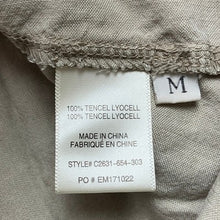 100% TENCEL LYOCELL
100% TENCEL LYOCELL
MADE IN CHINA
FABRIQUÉ EN CHINE
STYLE# C2631-654-303
PO # EM171022
M